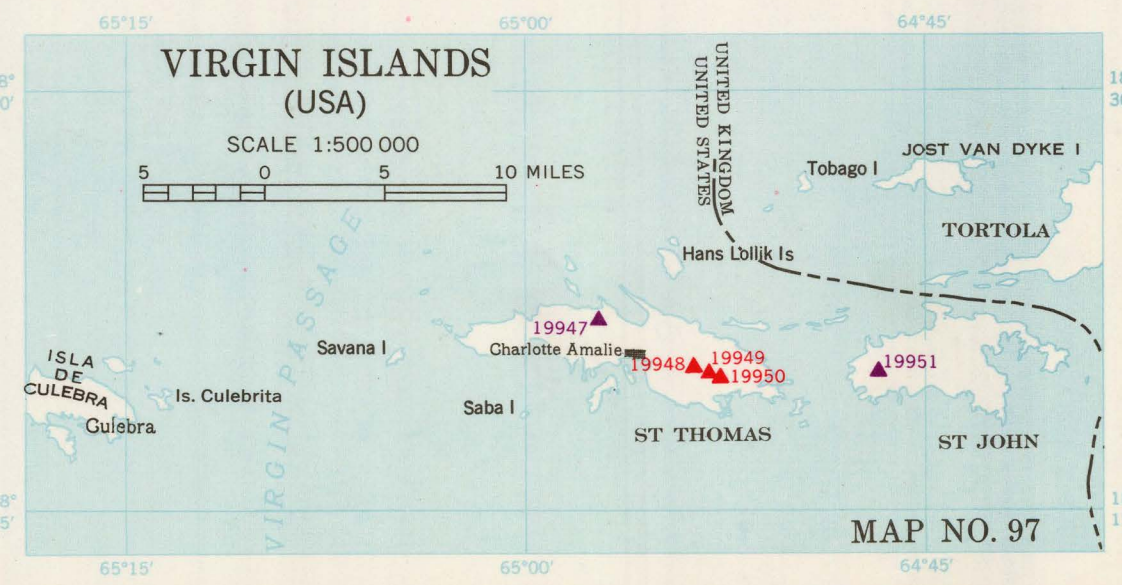 65°15′ 65°00′ 64°45′
VIRGIN ISLANDS
(USA)
SCALE 1:500 000
5 0 5 10 MILES
UNITED KINGDOM
UNITED STATES
JOST VAN DYKE I
Tobago I
TORTOLA
Hans Lollik Is
VIRGIN PASSAGE
19947
Charlotte Amalie
Savana I
19948
19949
19950
19951
ISLA
DE
CULEBRA
Gulebra
Is. Culebrita
Saba I
ST THOMAS
ST JOHN
MAP NO. 97
65°15′ 65°00′ 64°45′